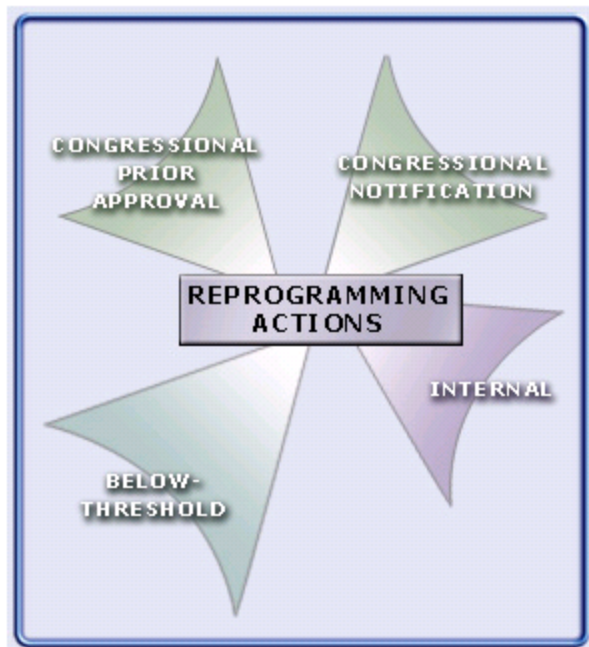 CONGRESSIONAL
PRIOR
APPROVAL
CONGRESSIONAL
NOTIFICATION
REPROGRAMMING
ACTIONS
INTERNAL
BELOW-
THRESHOLD